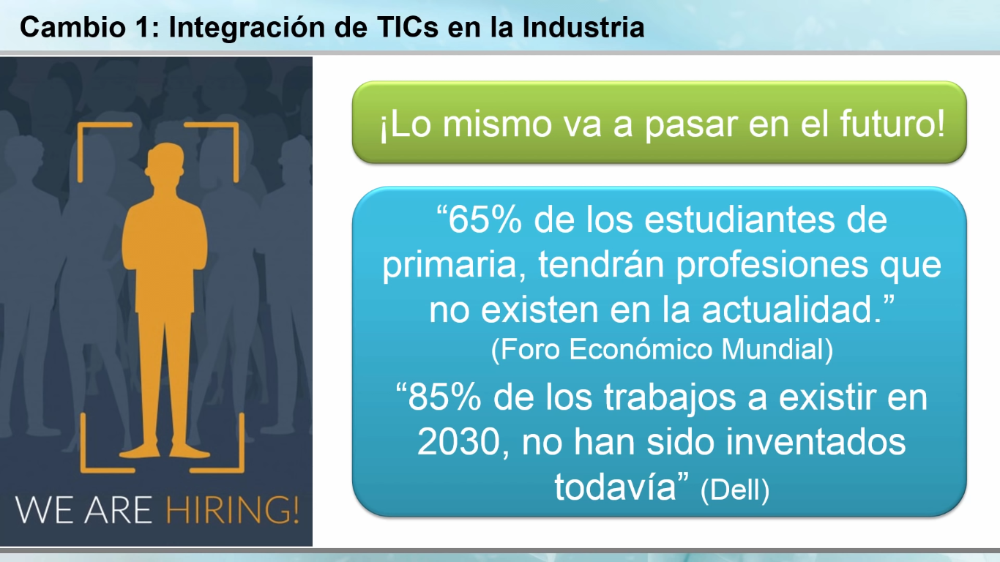 Cambio 1: Integración de TICs en la Industria
¡Lo mismo va a pasar en el futuro!
“65% de los estudiantes de
primaria, tendrán profesiones que
no existen en la actualidad.”
(Foro Económico Mundial)
“85% de los trabajos a existir en
2030, no han sido inventados
todavía” (Dell)
WE ARE HIRING!